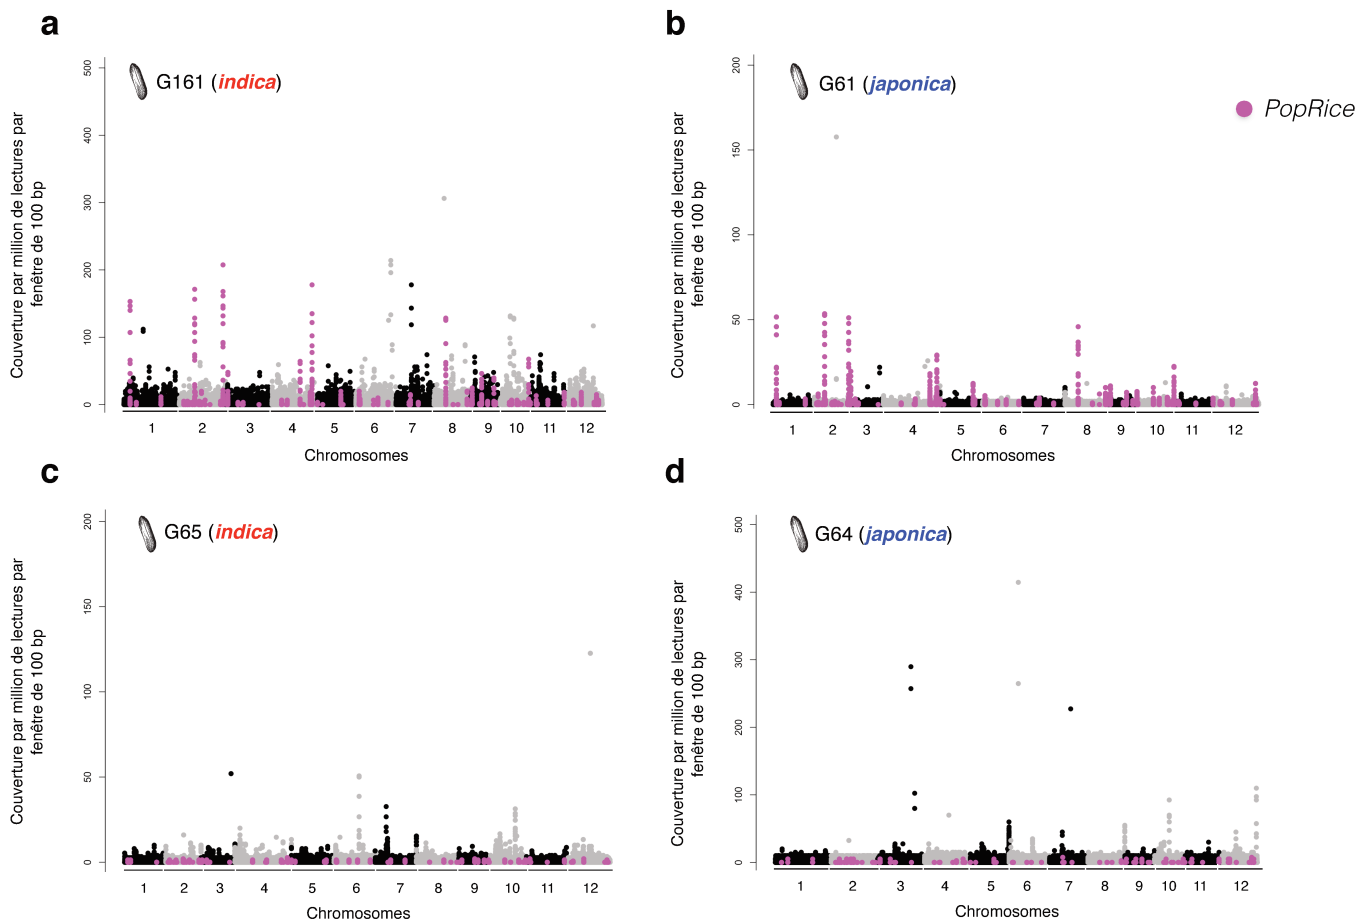 a
G161 (indica)
Couverture par million de lectures par
fenêtre de 100 bp
500
400
300
200
100
0
1 2 3 4 5 6 7 8 9 10 11 12
Chromosomes
b
G61 (japonica)
PopRice
Couverture par million de lectures par
fenêtre de 100 bp
200
150
100
50
0
1 2 3 4 5 6 7 8 9 10 11 12
Chromosomes
c
G65 (indica)
Couverture par million de lectures par
fenêtre de 100 bp
200
150
100
50
0
1 2 3 4 5 6 7 8 9 10 11 12
Chromosomes
d
G64 (japonica)
Couverture par million de lectures par
fenêtre de 100 bp
500
400
300
200
100
0
1 2 3 4 5 6 7 8 9 10 11 12
Chromosomes